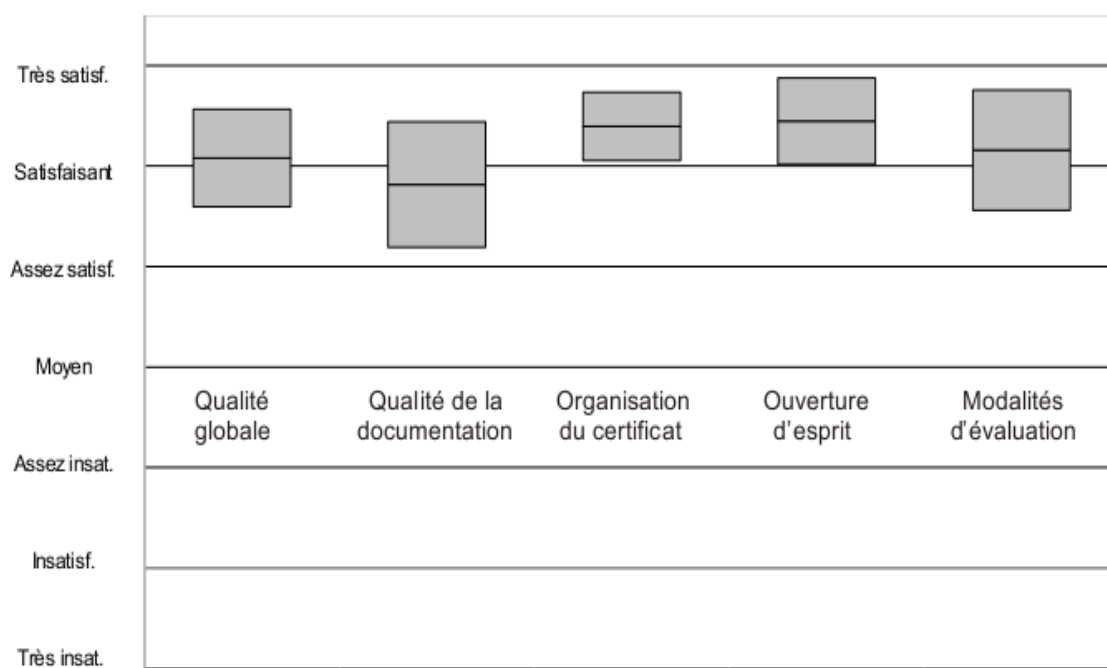 Très satisf.
Satisfaisant
Assez satisf.
Moyen
Qualité
globale
Qualité de la
documentation
Organisation
du certificat
Ouverture
d'esprit
Modalités
d'évaluation
Assez insat.
Insatisf.
Très insat.